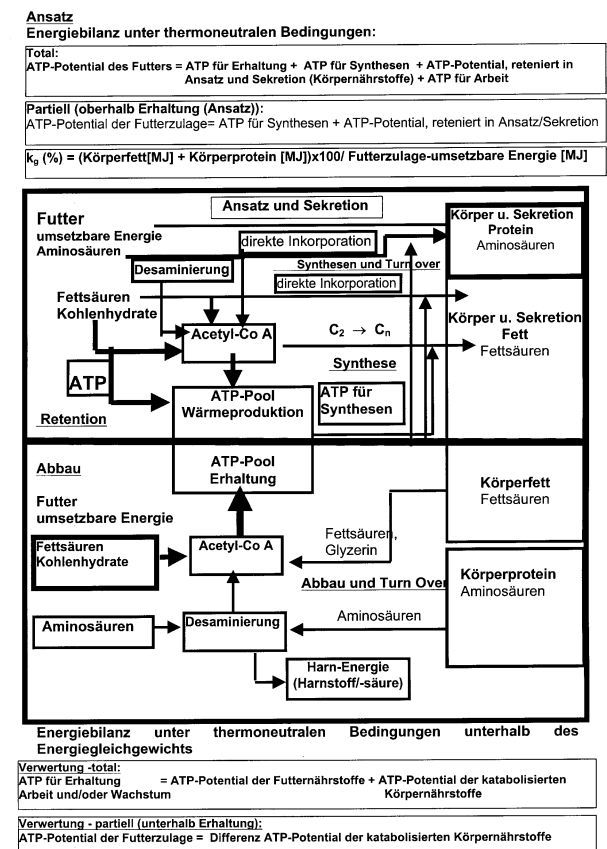 Ansatz
Energiebilanz unter thermoneutralen Bedingungen:
Total:
ATP-Potential des Futters = ATP für Erhaltung + ATP für Synthesen + ATP-Potential, reteniert in
Ansatz und Sekretion (Körpernährstoffe) + ATP für Arbeit
Partiell (oberhalb Erhaltung (Ansatz)):
ATP-Potential der Futterzulage= ATP für Synthesen + ATP-Potential, reteniert in Ansatz/Sekretion
kg (%) = (Körperfett[MJ] + Körperprotein [MJ])x100/ Futterzulage-umsetzbare Energie [MJ]
Ansatz und Sekretion
Futter
umsetzbare Energie
Aminosäuren
direkte Inkorporation
Körper u. Sekretion
Protein
Aminosäuren
Desaminierung
Synthesen und Turn over
direkte Inkorporation
Fettsäuren
Kohlenhydrate
Acetyl-Co A
C2 → Cn
Körper u. Sekretion
Fett
Fettsäuren
Synthese
ATP
ATP-Pool
Wärmeproduktion
ATP für
Synthesen
Retention
Abbau
ATP-Pool
Erhaltung
Körperfett
Fettsäuren
Futter
umsetzbare Energie
Fettsäuren
Kohlenhydrate
Acetyl-Co A
Fettsäuren,
Glyzerin
Abbau und Turn Over
Körperprotein
Aminosäuren
Aminosäuren
Desaminierung
Aminosäuren
Harn-Energie
(Harnstoff/-säure)
Energiebilanz unter thermoneutralen Bedingungen unterhalb des
Energiegleichgewichts
Verwertung -total:
ATP für Erhaltung = ATP-Potential der Futternährstoffe + ATP-Potential der katabolisierten
Arbeit und/oder Wachstum Körpernährstoffe
Verwertung - partiell (unterhalb Erhaltung):
ATP-Potential der Futterzulage = Differenz ATP-Potential der katabolisierten Körpernährstoffe